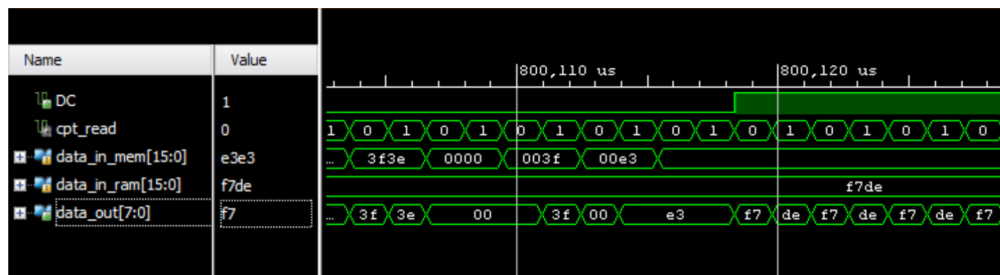 Name Value
800,110 us 800,120 us
DC 1
cpt_read 0 1 0 1 0 1 0 1 0 1 0 1 0 1 0 1 0 1 0
data_in_mem[15:0] e3e3 ... 3f3e 0000 003f 00e3
data_in_ram[15:0] f7de f7de
data_out[7:0] f7 ... 3f 3e 00 3f 00 e3 f7 de f7 de f7 de f7